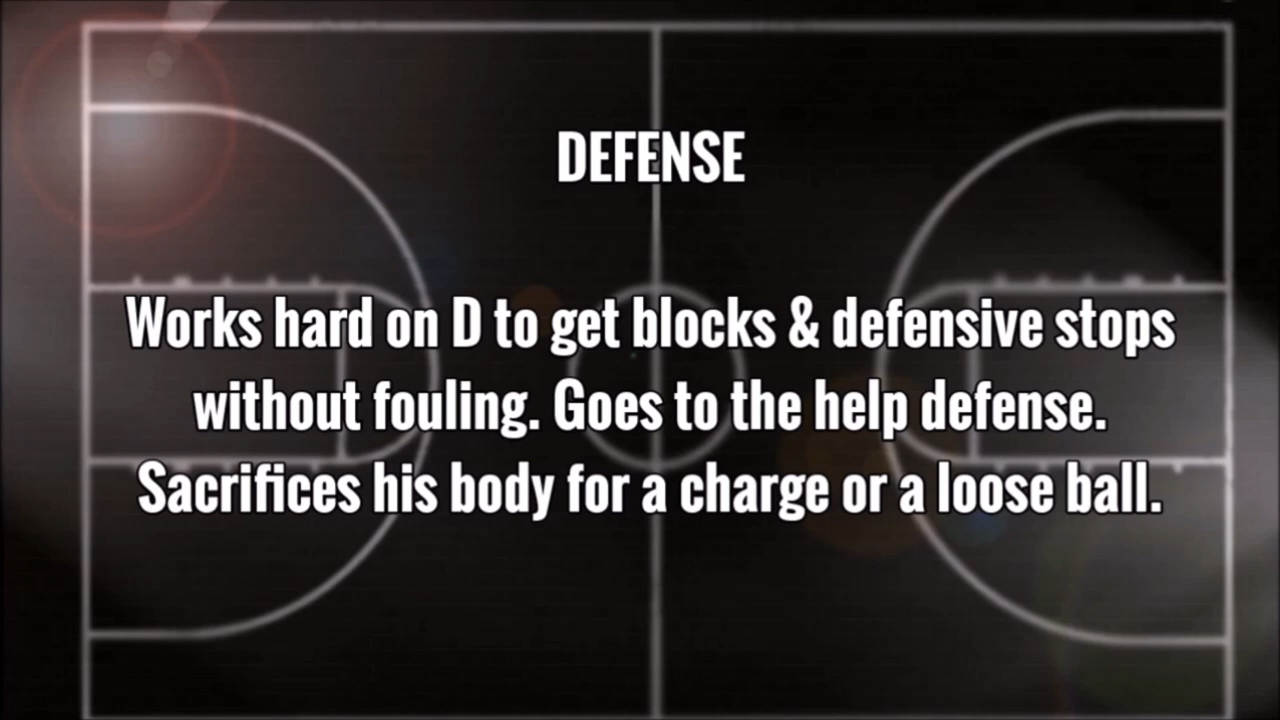 DEFENSE
Works hard on D to get blocks & defensive stops
without fouling. Goes to the help defense.
Sacrifices his body for a charge or a loose ball.